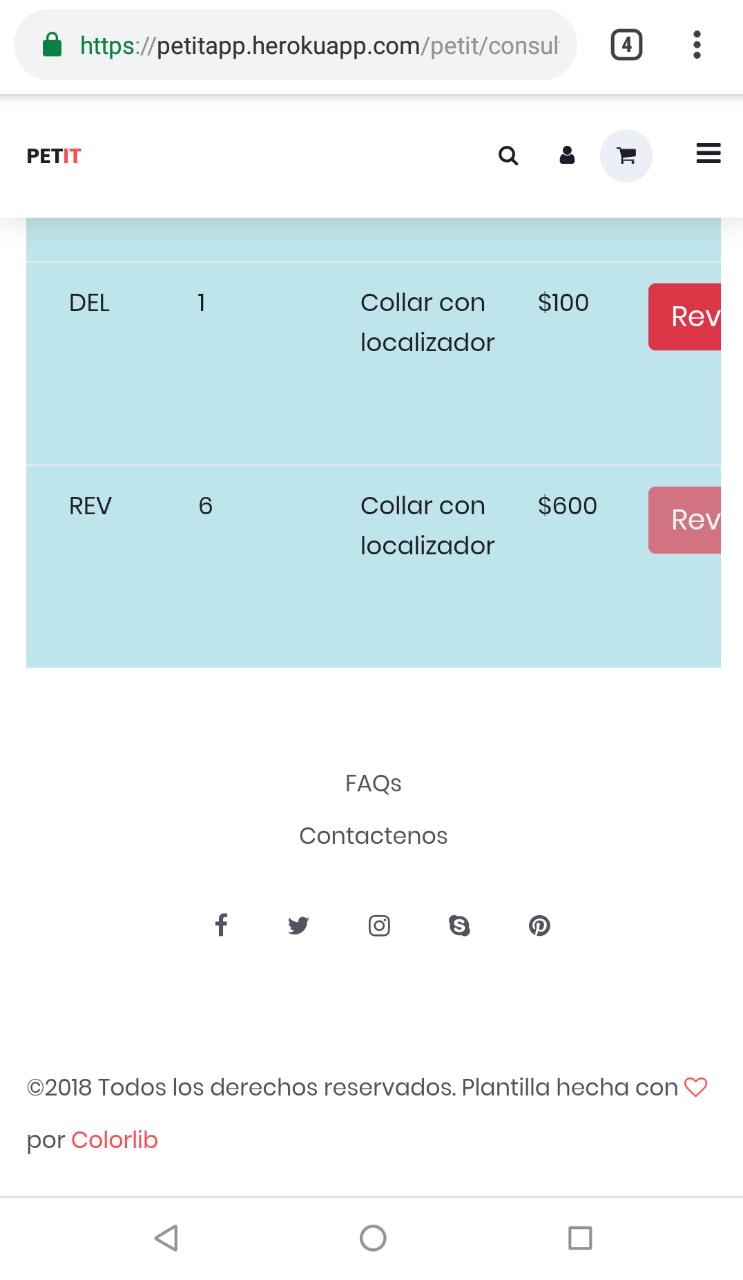 https://petitapp.herokuapp.com/petit/consul
4
PETIT
DEL 1 Collar con $100 Rev
localizador
REV 6 Collar con $600 Rev
localizador
FAQs
Contactenos
©2018 Todos los derechos reservados. Plantilla hecha con
por Colorlib